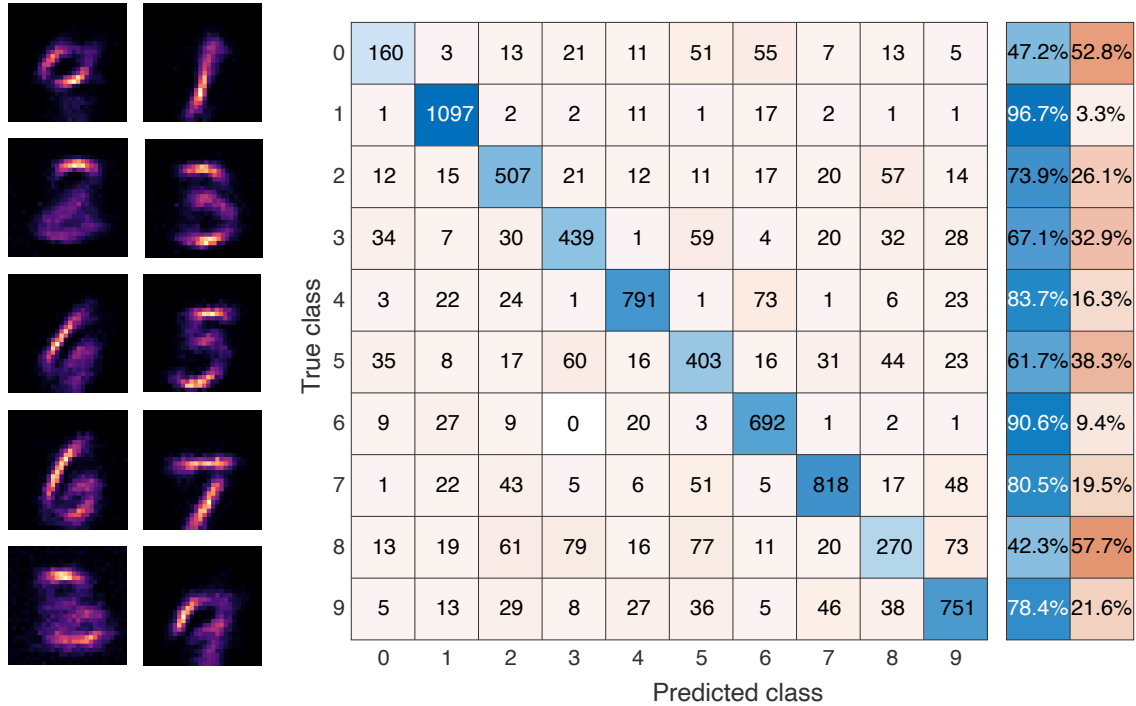 0 160 3 13 21 11 51 55 7 13 5 47.2% 52.8%
1 1 1097 2 2 11 1 17 2 1 1 96.7% 3.3%
2 12 15 507 21 12 11 17 20 57 14 73.9% 26.1%
3 34 7 30 439 1 59 4 20 32 28 67.1% 32.9%
4 3 22 24 1 791 1 73 1 6 23 83.7% 16.3%
5 35 8 17 60 16 403 16 31 44 23 61.7% 38.3%
6 9 27 9 0 20 3 692 1 2 1 90.6% 9.4%
7 1 22 43 5 6 51 5 818 17 48 80.5% 19.5%
8 13 19 61 79 16 77 11 20 270 73 42.3% 57.7%
9 5 13 29 8 27 36 5 46 38 751 78.4% 21.6%
0 1 2 3 4 5 6 7 8 9
True class
Predicted class